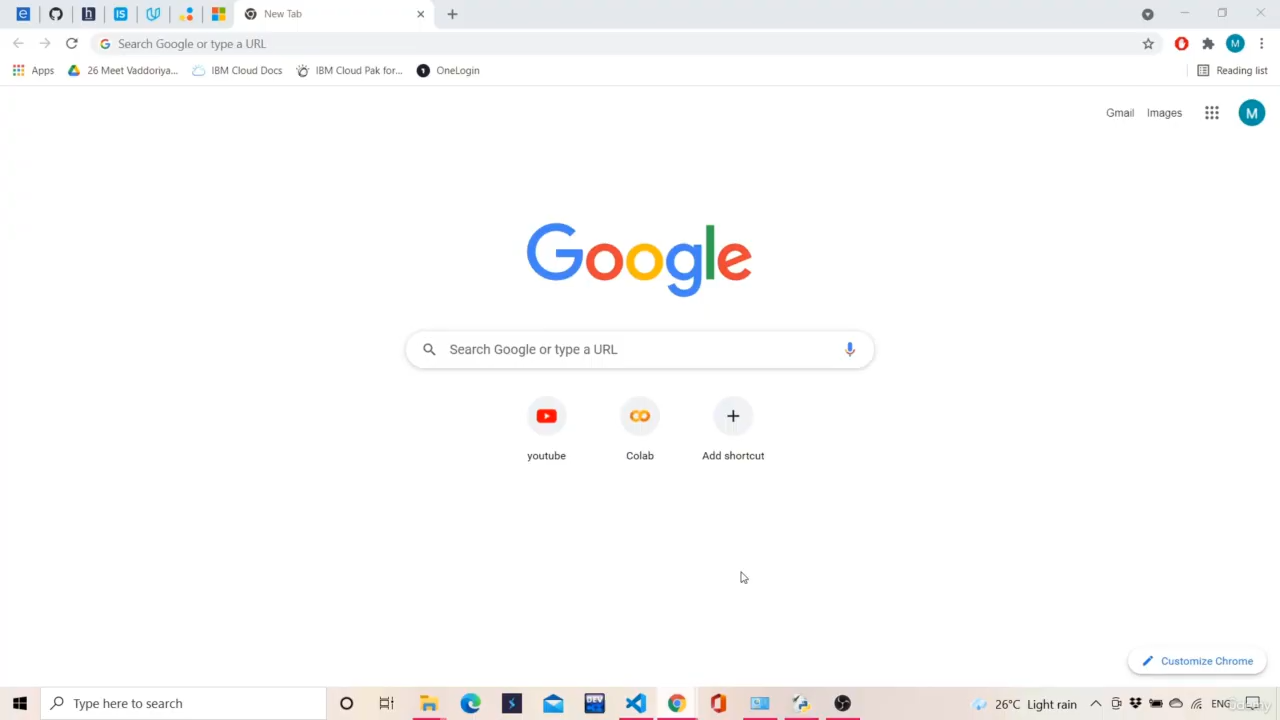 New Tab
Search Google or type a URL
Apps
26 Meet Vaddoriya...
IBM Cloud Docs
IBM Cloud Pak for...
OneLogin
Reading list
Gmail
Images
M
Google
Search Google or type a URL
youtube
Colab
Add shortcut
Customize Chrome
Type here to search
26°C Light rain
ENG